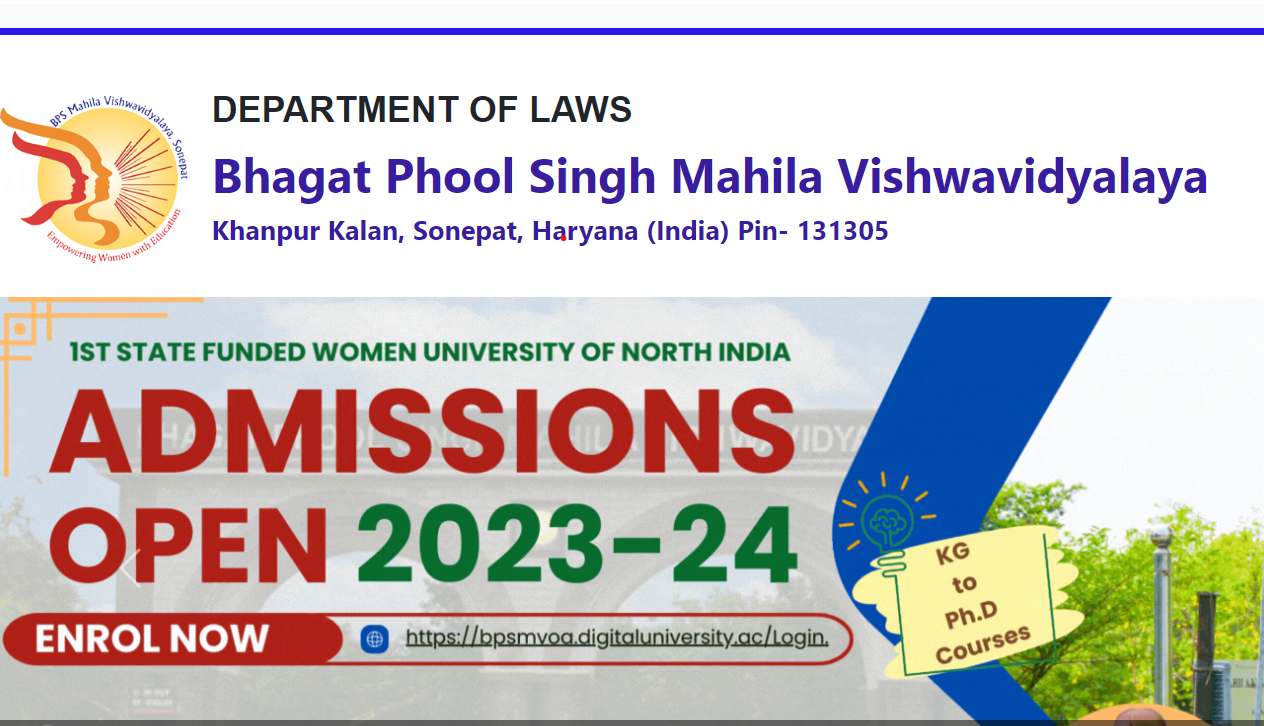 BPS Mahila Vishwavidyalaya, Sonepat
Empowering Women with Education
DEPARTMENT OF LAWS
Bhagat Phool Singh Mahila Vishwavidyalaya
Khanpur Kalan, Sonepat, Haryana (India) Pin- 131305
1ST STATE FUNDED WOMEN UNIVERSITY OF NORTH INDIA
ADMISSIONS
OPEN 2023-24
ENROL NOW
https://bpsmvoa.digitaluniversity.ac/Login.
KG
to
Ph.D
Courses